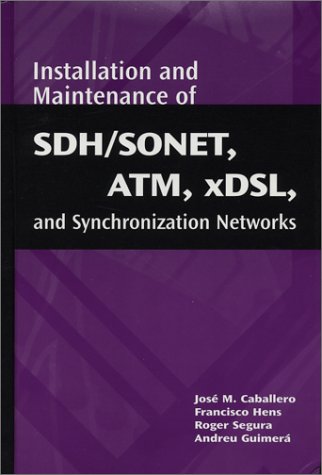 Installation and
Maintenance of
SDH/SONET,
ATM, xDSL,
and Synchronization Networks
José M. Caballero
Francisco Hens
Roger Segura
Andreu Guimerá